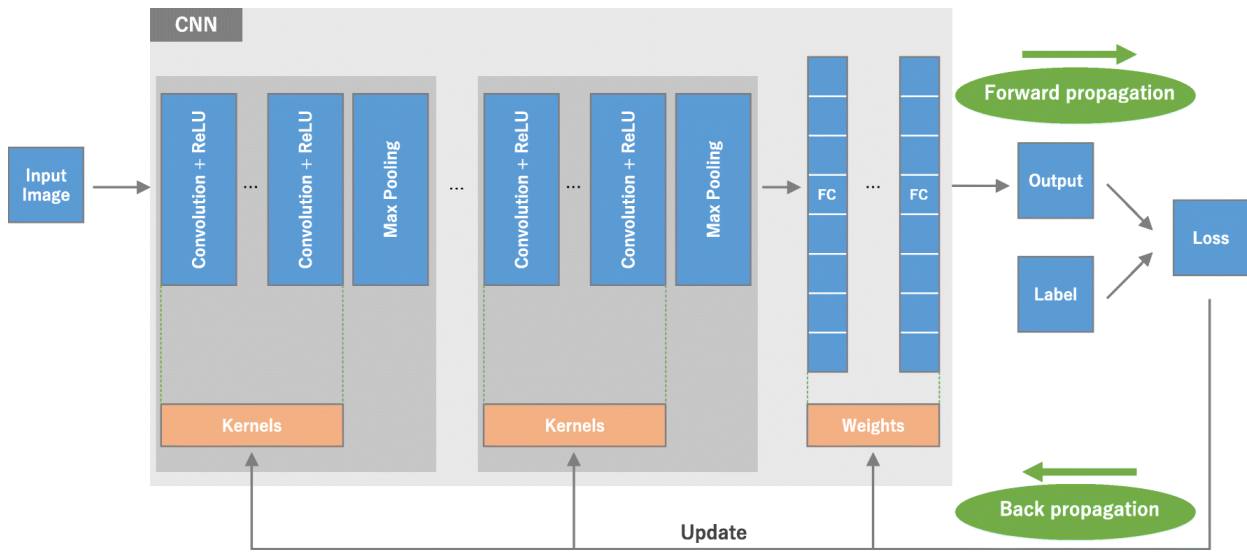 CNN
Input
Image
Convolution + ReLU
...
Convolution + ReLU
Max Pooling
...
Convolution + ReLU
...
Convolution + ReLU
Max Pooling
FC
...
FC
Forward propagation
Output
Label
Loss
Kernels
Kernels
Weights
Back propagation
Update